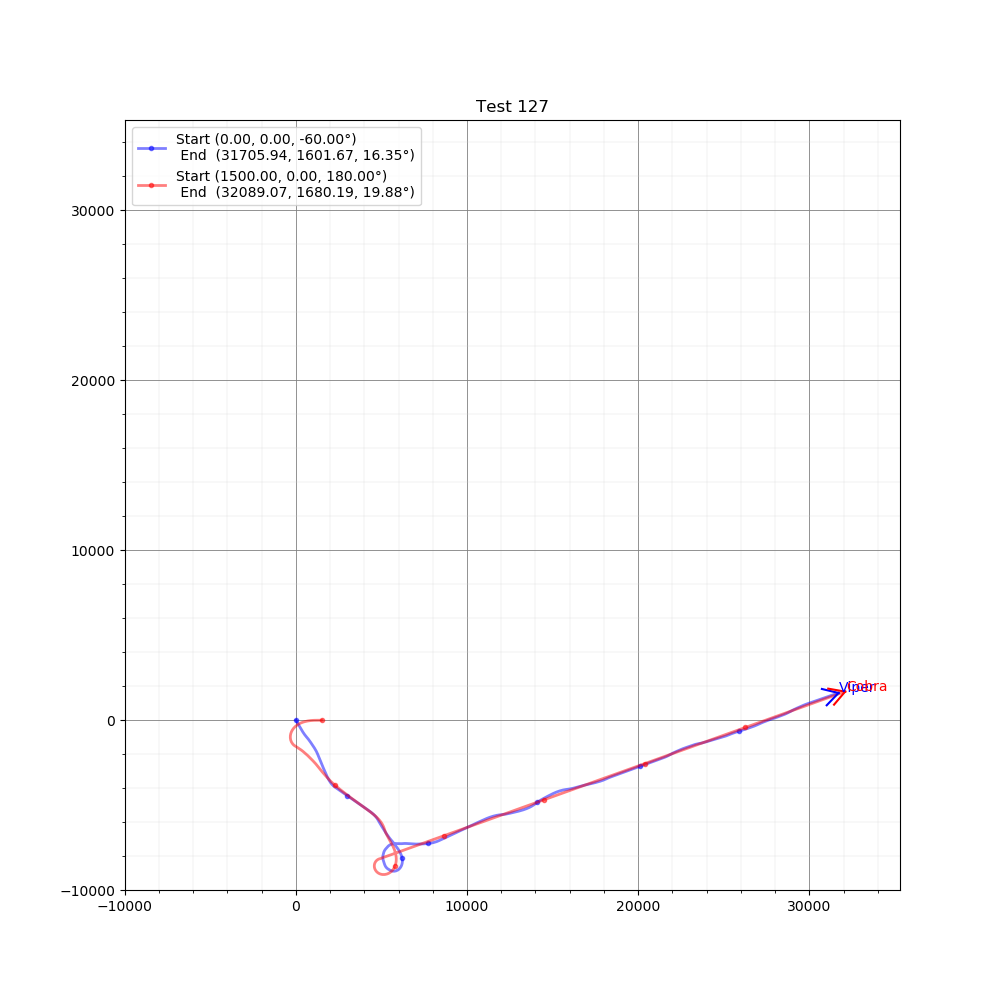 Test 127
Start (0.00, 0.00, -60.00°)
End (31705.94, 1601.67, 16.35°)
Start (1500.00, 0.00, 180.00°)
End (32089.07, 1680.19, 19.88°)
30000
20000
10000
Viper
Cobra
0
−10000
−10000 0 10000 20000 30000